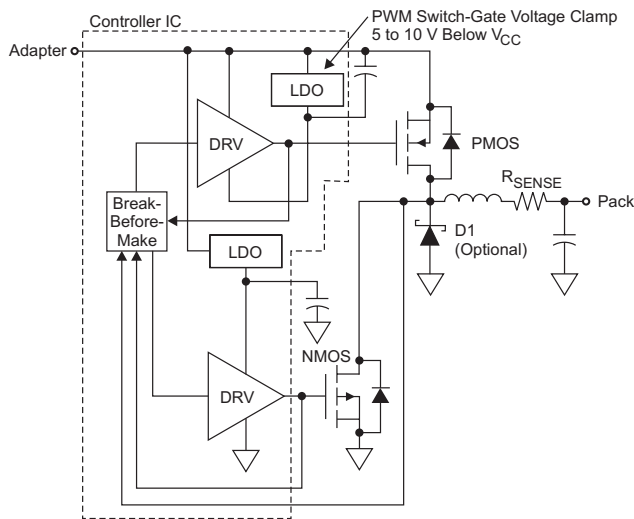 Controller IC
PWM Switch-Gate Voltage Clamp
5 to 10 V Below VCC
Adapter
LDO
DRV
PMOS
RSENSE
Pack
Break-
Before-
Make
D1
(Optional)
LDO
NMOS
DRV